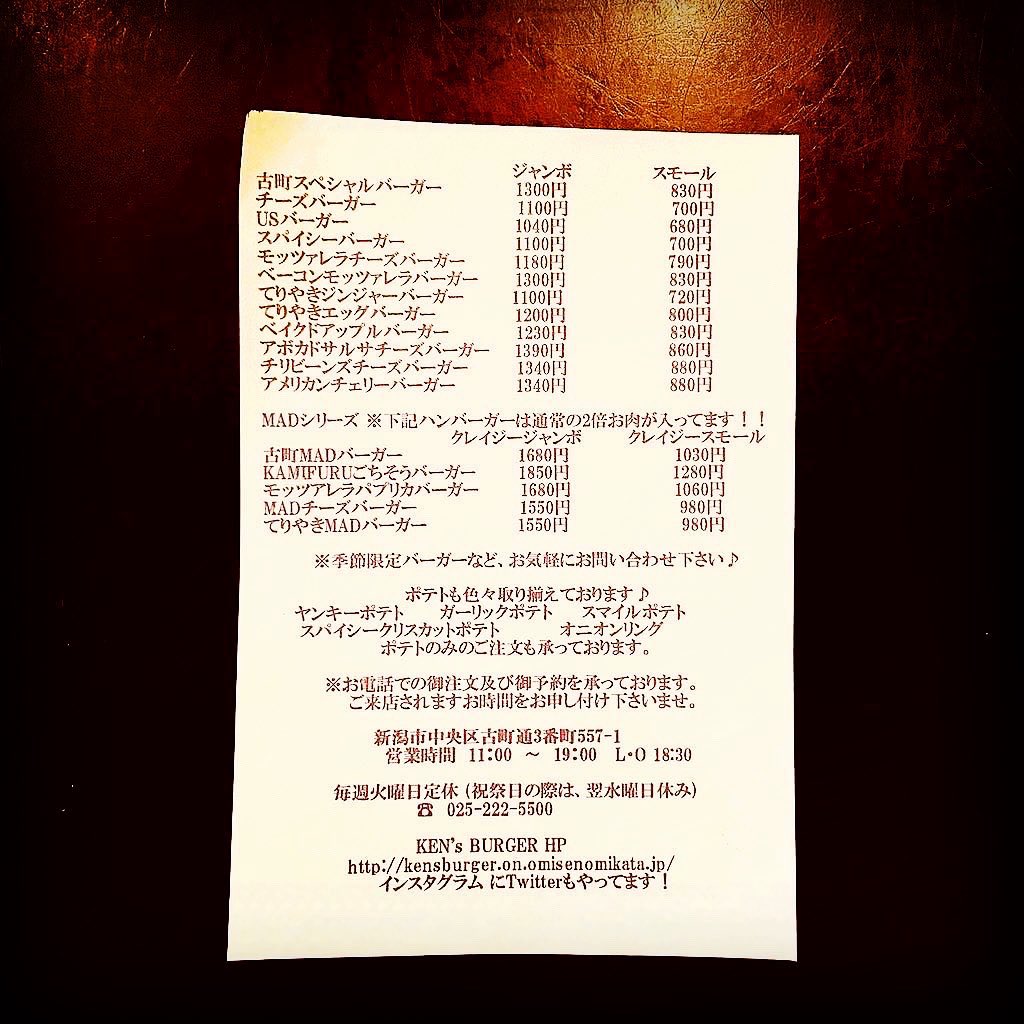 ジャンボ スモール
古町スペシャルバーガー 1300円 830円
チーズバーガー 1100円 700円
USバーガー 1040円 680円
スパイシーバーガー 1100円 700円
モッツァレラチーズバーガー 1180円 790円
ベーコンモッツァレラバーガー 1300円 830円
てりやきジンジャーバーガー 1100円 720円
てりやきエッグバーガー 1200円 800円
ベイクドアップルバーガー 1230円 830円
アボカドサルサチーズバーガー 1390円 860円
チリビーンズチーズバーガー 1340円 880円
アメリカンチェリーバーガー 1340円 880円
MADシリーズ ※下記ハンバーガーは通常の2倍お肉が入ってます！！
クレイジージャンボ クレイジースモール
古町MADバーガー 1680円 1030円
KAMIFURUごちそうバーガー 1850円 1280円
モッツアレラパプリカバーガー 1680円 1060円
MADチーズバーガー 1550円 980円
てりやきMADバーガー 1550円 980円
※季節限定バーガーなど、お気軽にお問い合わせ下さい♪
ポテトも色々取り揃えております♪
ヤンキーポテト ガーリックポテト スマイルポテト
スパイシークリスカットポテト オニオンリング
ポテトのみのご注文も承っております。
※お電話での御注文及び御予約を承っております。
ご来店されますお時間をお申し付け下さいませ。
新潟市中央区古町通3番町557-1
営業時間 11:00 ～ 19:00 L・O 18:30
毎週火曜日定休 (祝祭日の際は、翌水曜日休み)
☎ 025-222-5500
KEN's BURGER HP
http://kensburger.on.omisenomikata.jp/
インスタグラム にTwitterもやってます！